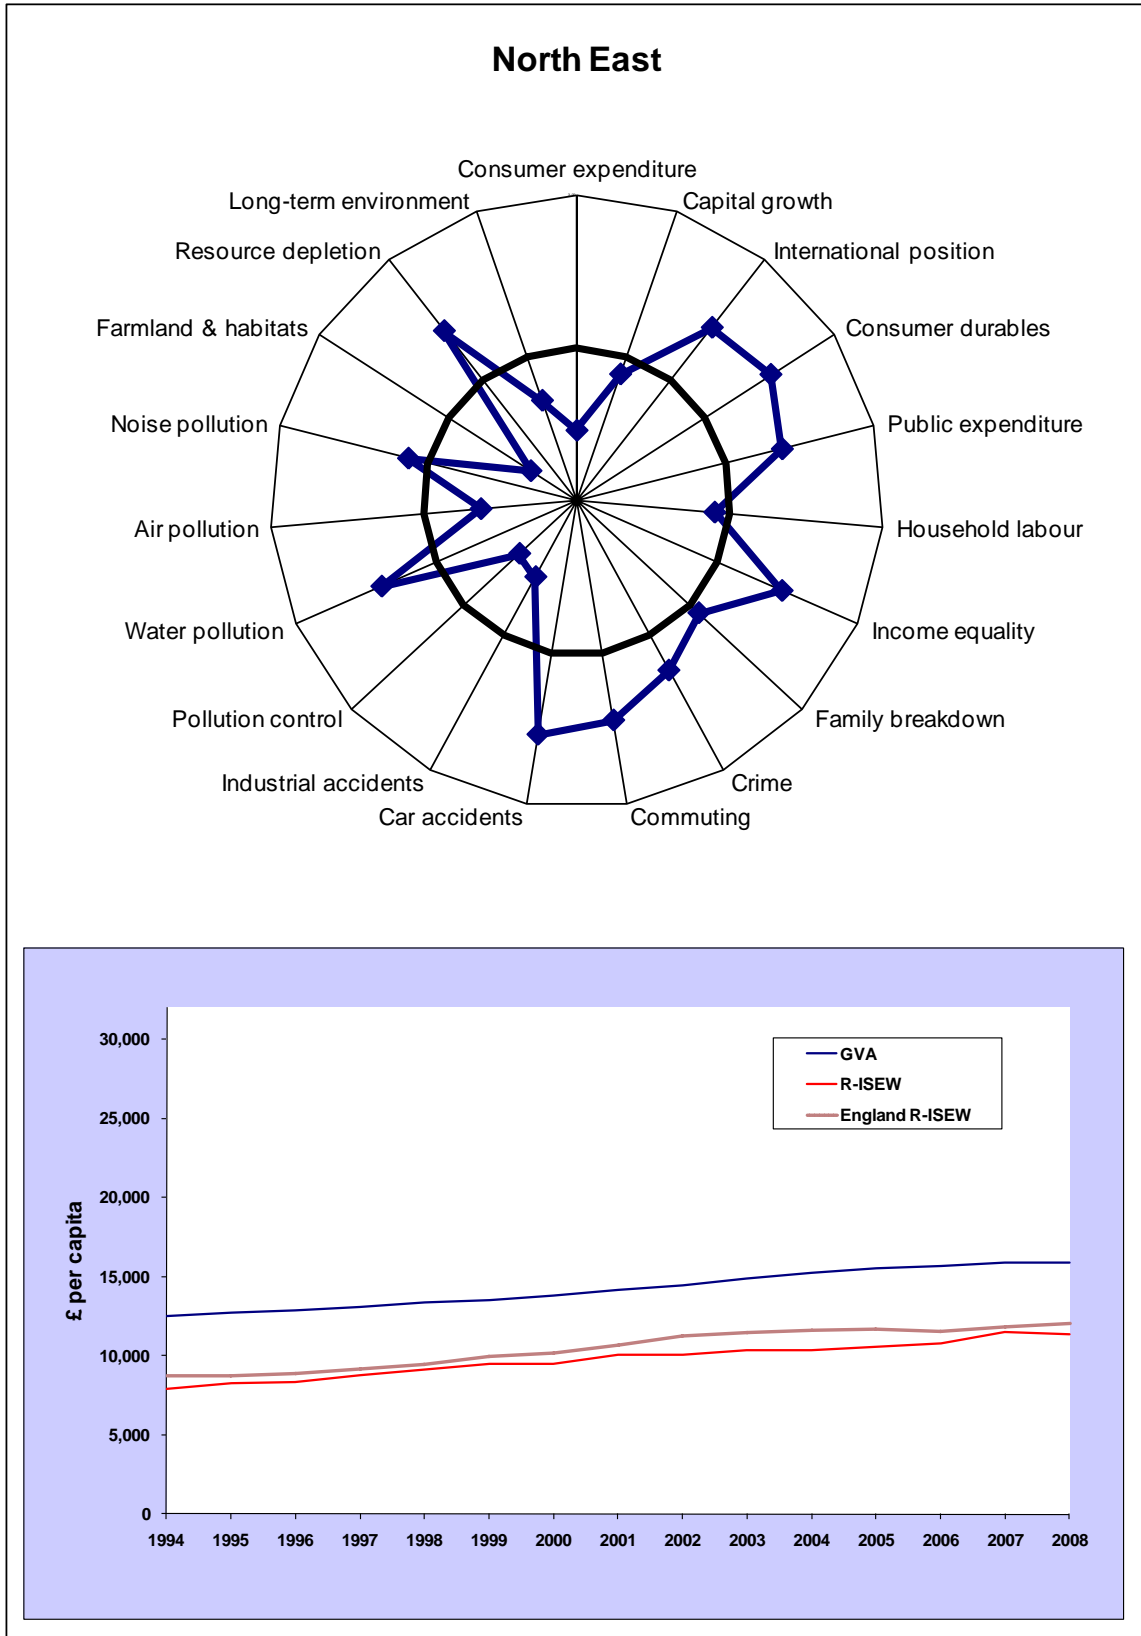 North East
Consumer expenditure
Long-term environment
Capital growth
Resource depletion
International position
Farmland & habitats
Consumer durables
Noise pollution
Public expenditure
Air pollution
Household labour
Water pollution
Income equality
Pollution control
Family breakdown
Industrial accidents
Crime
Car accidents
Commuting
30,000
25,000
20,000
15,000
10,000
5,000
0
£ per capita
GVA
R-ISEW
England R-ISEW
1994 1995 1996 1997 1998 1999 2000 2001 2002 2003 2004 2005 2006 2007 2008